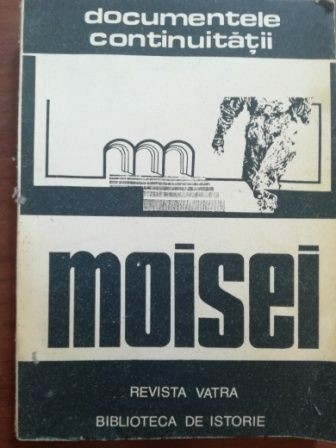 documentele
continuității
moisei
REVISTA VATRA
BIBLIOTECA DE ISTORIE